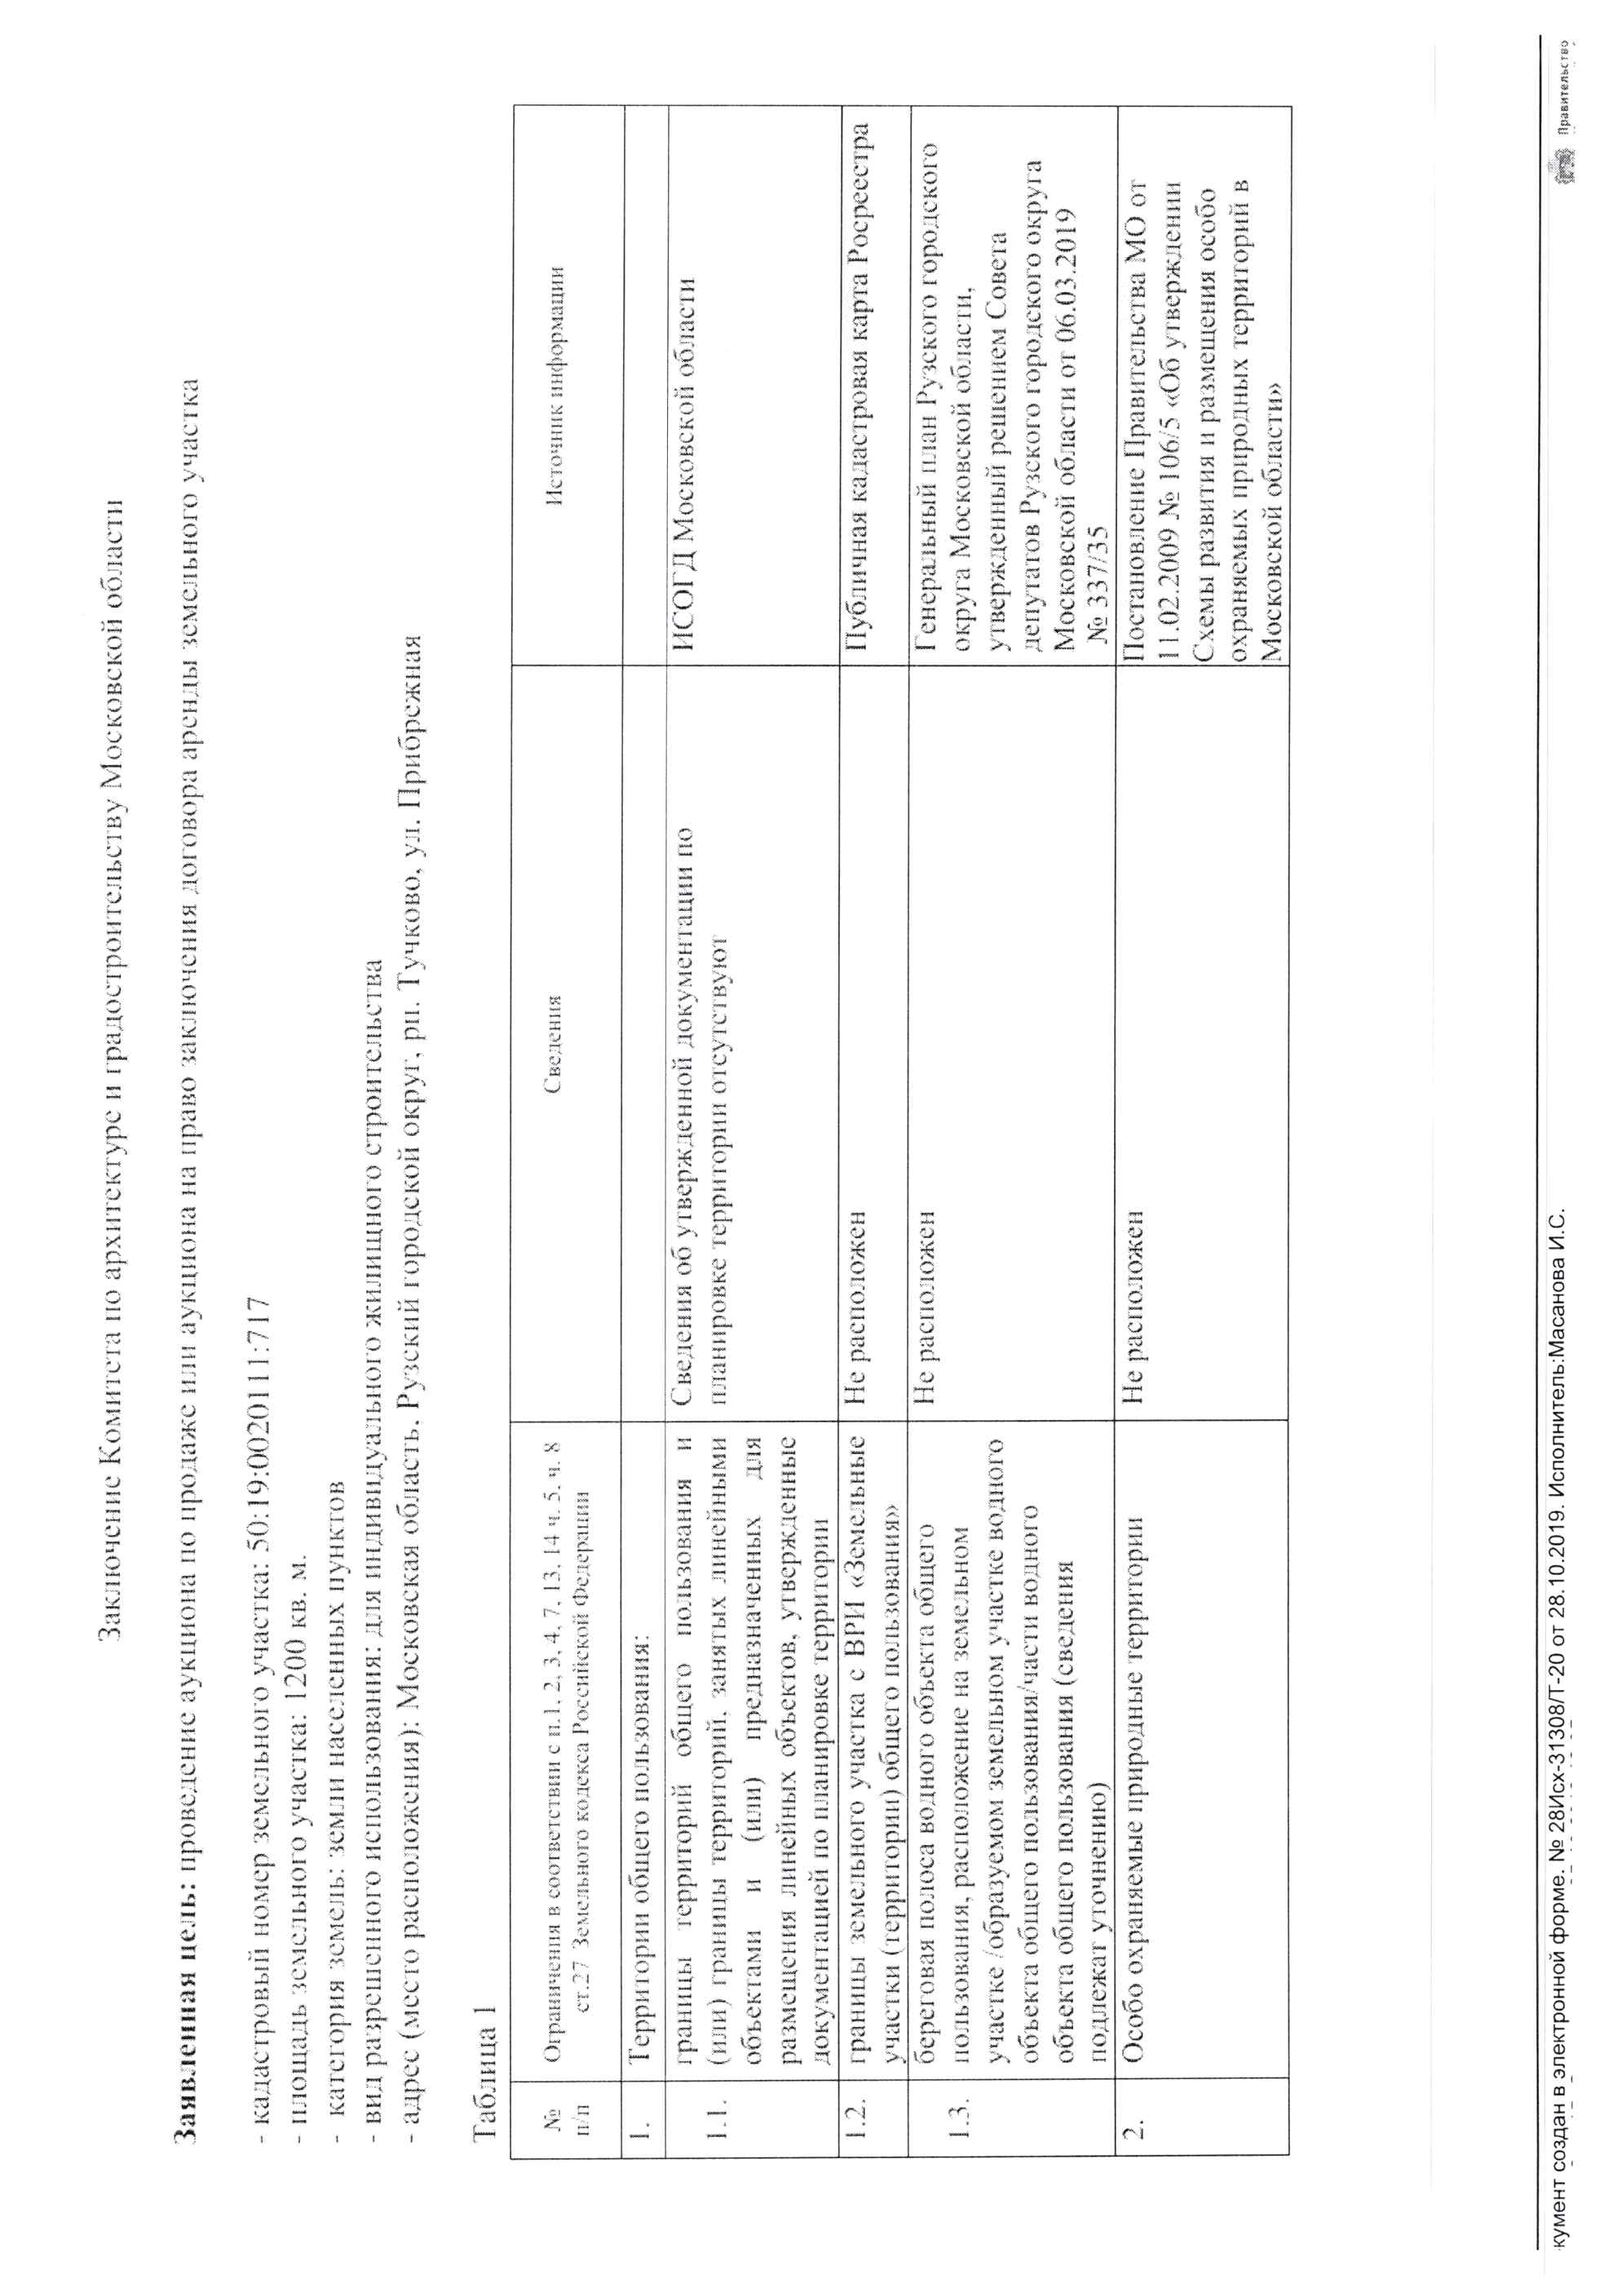 Заключение Комитета по архитектуре и градостроительству Московской области
Заявленная цель: проведение аукциона по продаже или аукциона на право заключения договора аренды земельного участка
- кадастровый номер земельного участка: 50:19:0020111:717
- площадь земельного участка: 1200 кв. м.
- категория земель: земли населенных пунктов
- вид разрешенного использования: для индивидуального жилищного строительства
- адрес (место расположения): Московская область, Рузский городской округ, рп. Тучково, ул. Прибрежная
Таблица 1
№
п/п
Ограничения в соответствии с п.1, 2, 3, 4, 7, 13, 14 ч. 5, ч. 8
ст.27 Земельного кодекса Российской Федерации
Сведения
Источник информации
1.
Территории общего пользования:
1.1.
границы территорий общего пользования и
(или) границы территорий, занятых линейными
объектами и (или) предназначенных для
размещения линейных объектов, утвержденные
документацией по планировке территории
Сведения об утвержденной документации по
планировке территории отсутствуют
ИСОГД Московской области
1.2.
границы земельного участка с ВРИ «Земельные
участки (территории) общего пользования»
Не расположен
Публичная кадастровая карта Росреестра
1.3.
береговая полоса водного объекта общего
пользования, расположение на земельном
участке /образуемом земельном участке водного
объекта общего пользования/части водного
объекта общего пользования (сведения
подлежат уточнению)
Не расположен
Генеральный план Рузского городского
округа Московской области,
утвержденный решением Совета
депутатов Рузского городского округа
Московской области от 06.03.2019
№ 337/35
2.
Особо охраняемые природные территории
Не расположен
Постановление Правительства МО от
11.02.2009 № 106/5 «Об утверждении
Схемы развития и размещения особо
охраняемых природных территорий в
Московской области»
кумент создан в электронной форме. № 28Исх-31308/Т-20 от 28.10.2019. Исполнитель:Масанова И.С.
Правительство